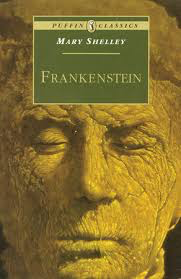 PUFFIN CLASSICS
MARY SHELLEY
FRANKENSTEIN